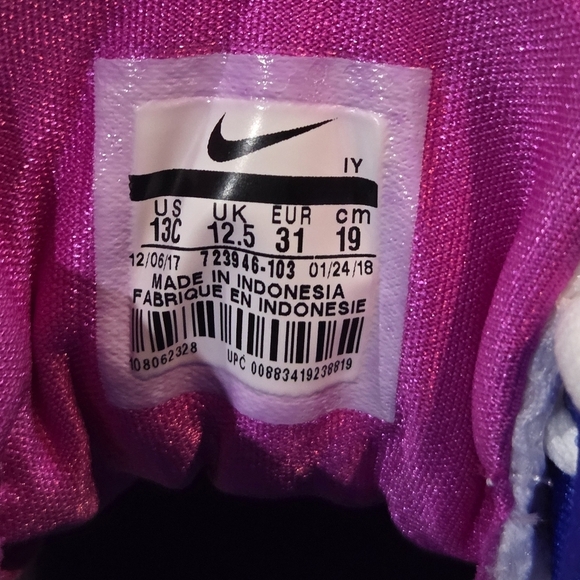 IY
US UK EUR cm
13C 12.5 31 19
12/06/17 723946-103 01/24/18
MADE IN INDONESIA
FABRIQUE EN INDONESIE
108062328 UPC 00883419238819